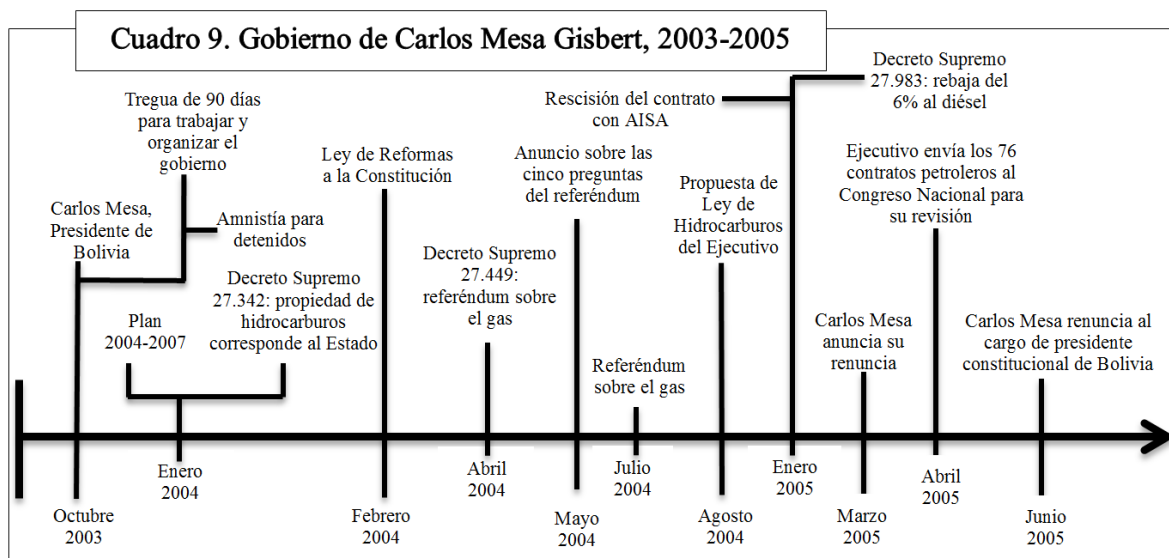 Cuadro 9. Gobierno de Carlos Mesa Gisbert, 2003-2005
Tregua de 90 días
para trabajar y
organizar el
gobierno
Carlos Mesa,
Presidente de
Bolivia
Amnistía para
detenidos
Plan
2004-2007
Decreto Supremo
27.342: propiedad de
hidrocarburos
corresponde al Estado
Ley de Reformas
a la Constitución
Decreto Supremo
27.449:
referéndum sobre
el gas
Anuncio sobre las
cinco preguntas
del referéndum
Referéndum
sobre el gas
Propuesta de
Ley de
Hidrocarburos
del Ejecutivo
Rescisión del contrato
con AISA
Decreto Supremo
27.983: rebaja del
6% al diésel
Carlos Mesa
anuncia su
renuncia
Ejecutivo envía los 76
contratos petroleros al
Congreso Nacional para
su revisión
Carlos Mesa renuncia al
cargo de presidente
constitucional de Bolivia
Octubre
2003
Enero
2004
Febrero
2004
Abril
2004
Mayo
2004
Julio
2004
Agosto
2004
Enero
2005
Marzo
2005
Abril
2005
Junio
2005